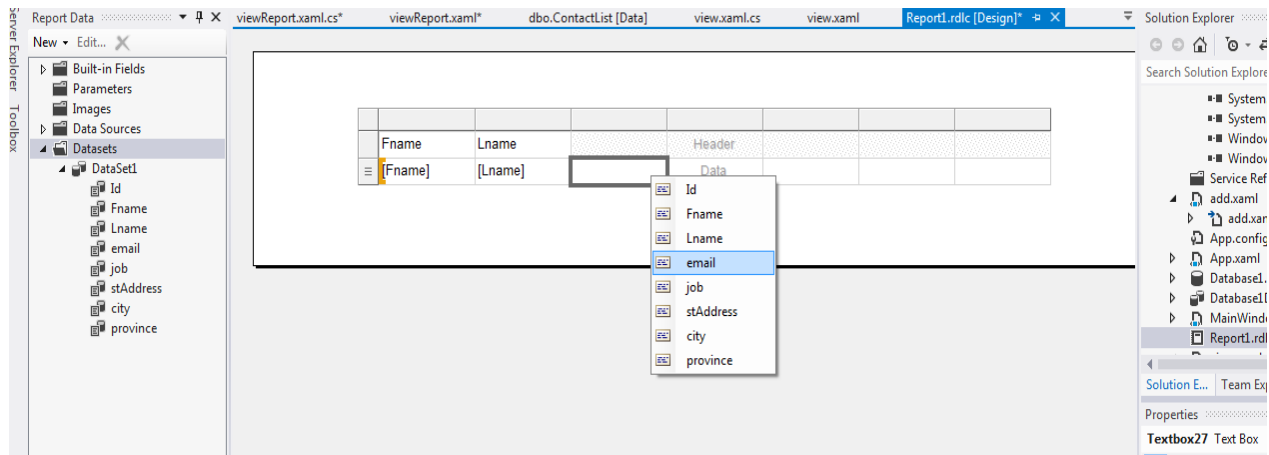 Server Explorer Toolbox
Report Data
New Edit...
Built-in Fields
Parameters
Images
Data Sources
Datasets
DataSet1
Id
Fname
Lname
email
job
stAddress
city
province
viewReport.xaml.cs* viewReport.xaml* dbo.ContactList [Data] view.xaml.cs view.xaml Report1.rdlc [Design]*
Fname Lname Header
[Fname] [Lname] Data
Id
Fname
Lname
email
job
stAddress
city
province
Solution Explorer
Search Solution Explore
System
System
Window
Window
Service Ref
add.xaml
add.xar
App.config
App.xaml
Database1.
Database1D
MainWindo
Report1.rdl
Solution E... Team Exp
Properties
Textbox27 Text Box